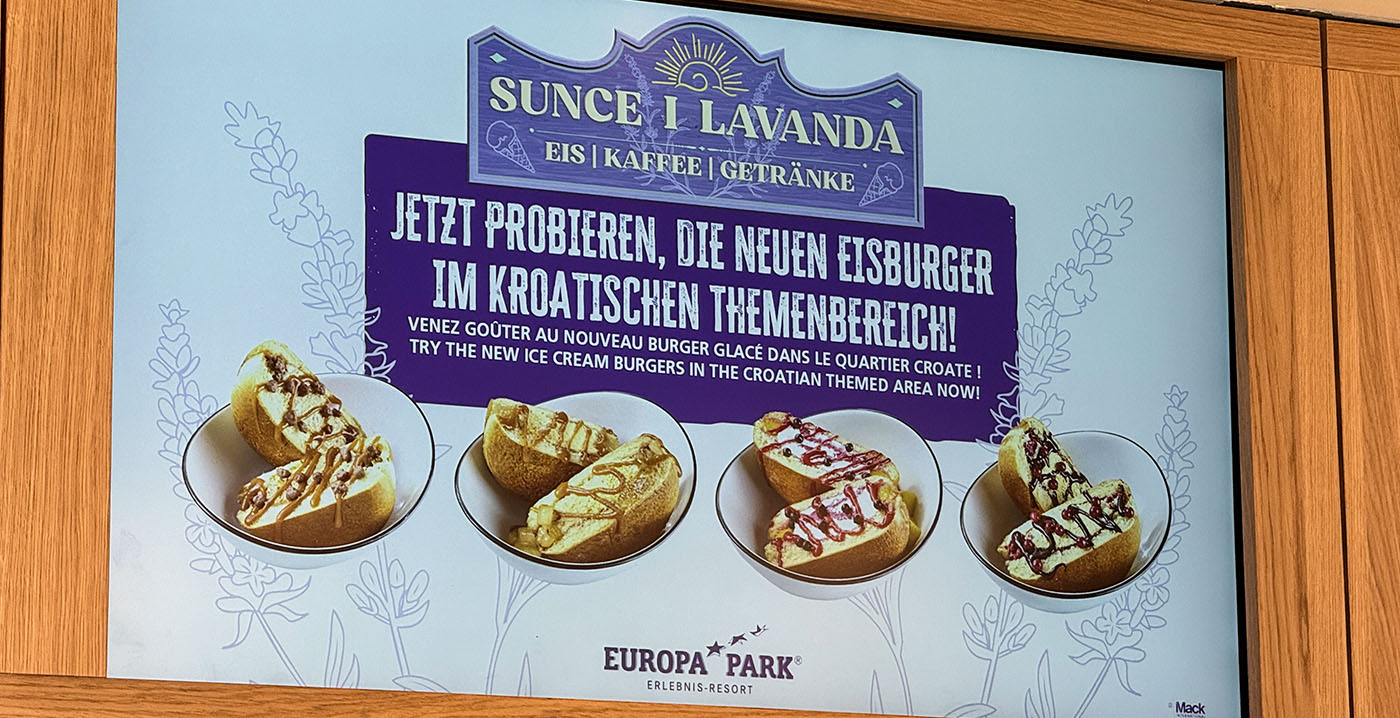 SUNCE I LAVANDA
EIS | KAFFEE | GETRÄNKE
JETZT PROBIEREN, DIE NEUEN EISBURGER
IM KROATISCHEN THEMENBEREICH!
VENEZ GOÛTER AU NOUVEAU BURGER GLACÉ DANS LE QUARTIER CROATE !
TRY THE NEW ICE CREAM BURGERS IN THE CROATIAN THEMED AREA NOW!
EUROPA PARK®
ERLEBNIS-RESORT
Mack